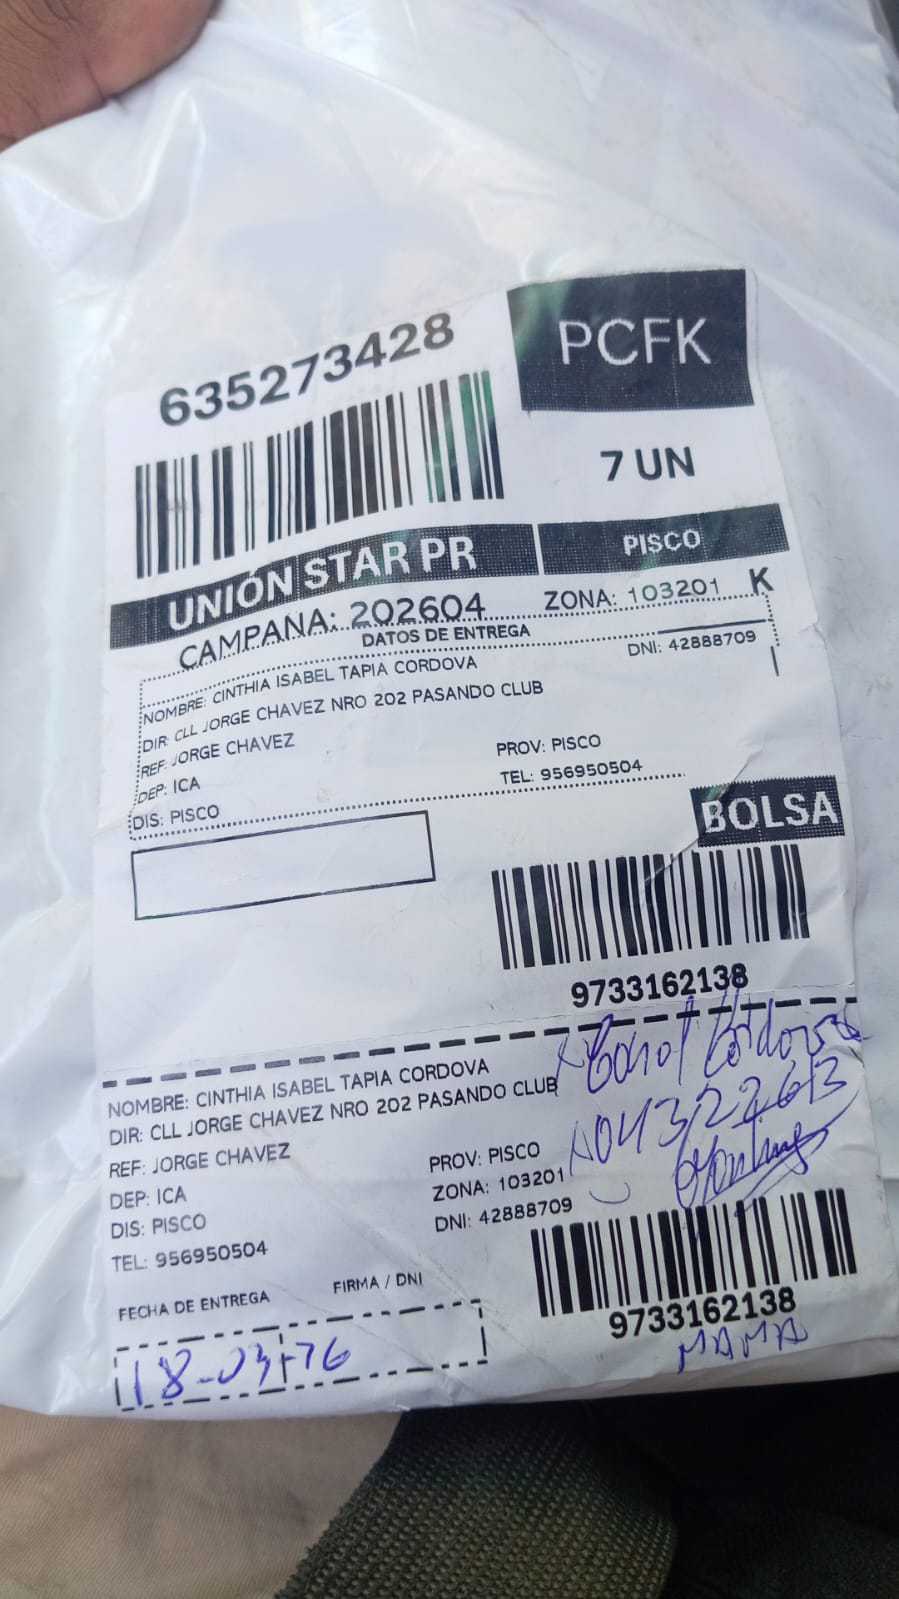 635273428
PCFK
7 UN
UNIÓN STAR PR
PISCO
CAMPAÑA: 202604
ZONA: 103201 K
DATOS DE ENTREGA
NOMBRE: CINTHIA ISABEL TAPIA CORDOVA
DNI: 42888709
DIR: CLL JORGE CHAVEZ NRO 202 PASANDO CLUB
REF: JORGE CHAVEZ
DEP: ICA
PROV: PISCO
DIS: PISCO
TEL: 956950504
BOLSA
9733162138
NOMBRE: CINTHIA ISABEL TAPIA CORDOVA
DIR: CLL JORGE CHAVEZ NRO 202 PASANDO CLUB
REF: JORGE CHAVEZ
PROV: PISCO
DEP: ICA
ZONA: 103201
DIS: PISCO
DNI: 42888709
TEL: 956950504
FECHA DE ENTREGA
FIRMA / DNI
9733162138
18-03-
MAMA